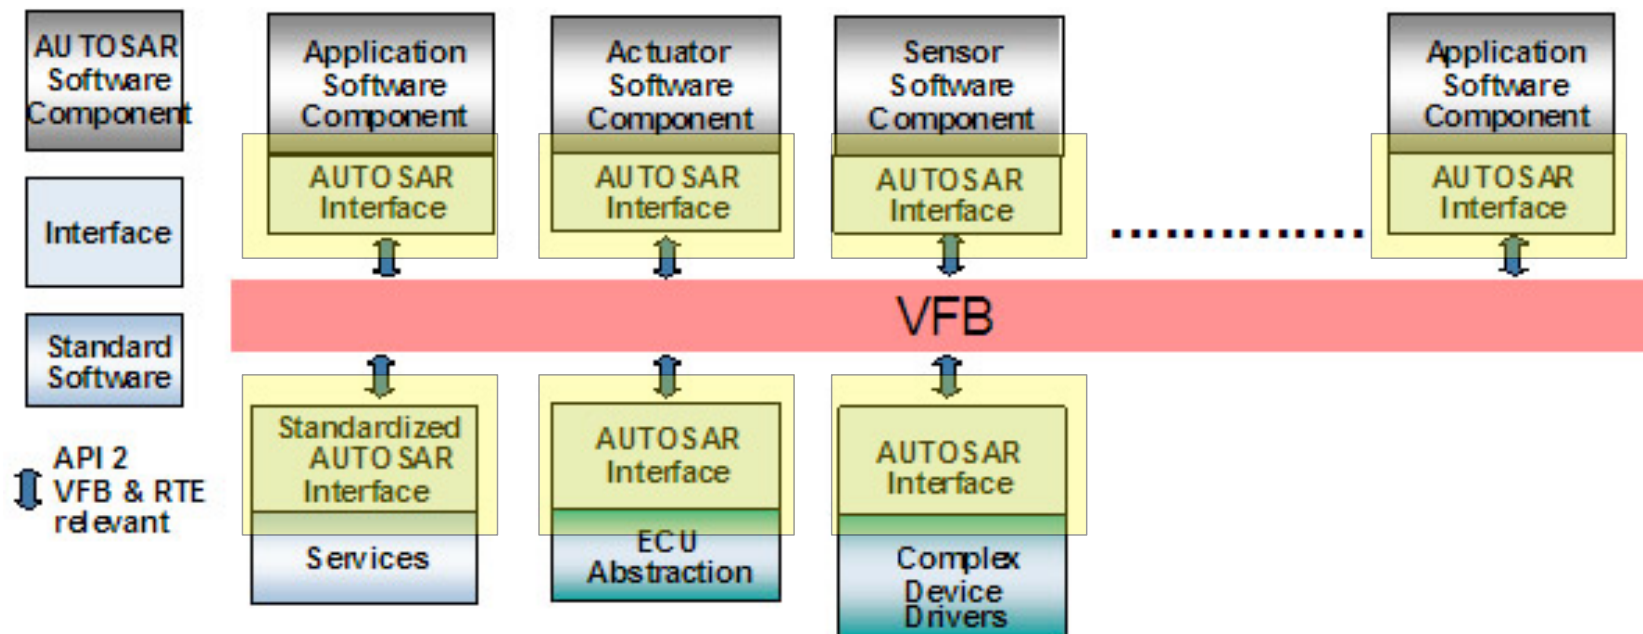 AUTOSAR
Software
Component
Interface
Standard
Software
API 2
VFB & RTE
relevant
Application
Software
Component
AUTOSAR
Interface
Actuator
Software
Component
AUTOSAR
Interface
Sensor
Software
Component
AUTOSAR
Interface
..............
Application
Software
Component
AUTOSAR
Interface
VFB
Standardized
AUTOSAR
Interface
Services
AUTOSAR
Interface
ECU
Abstraction
AUTOSAR
Interface
Complex
Device
Drivers